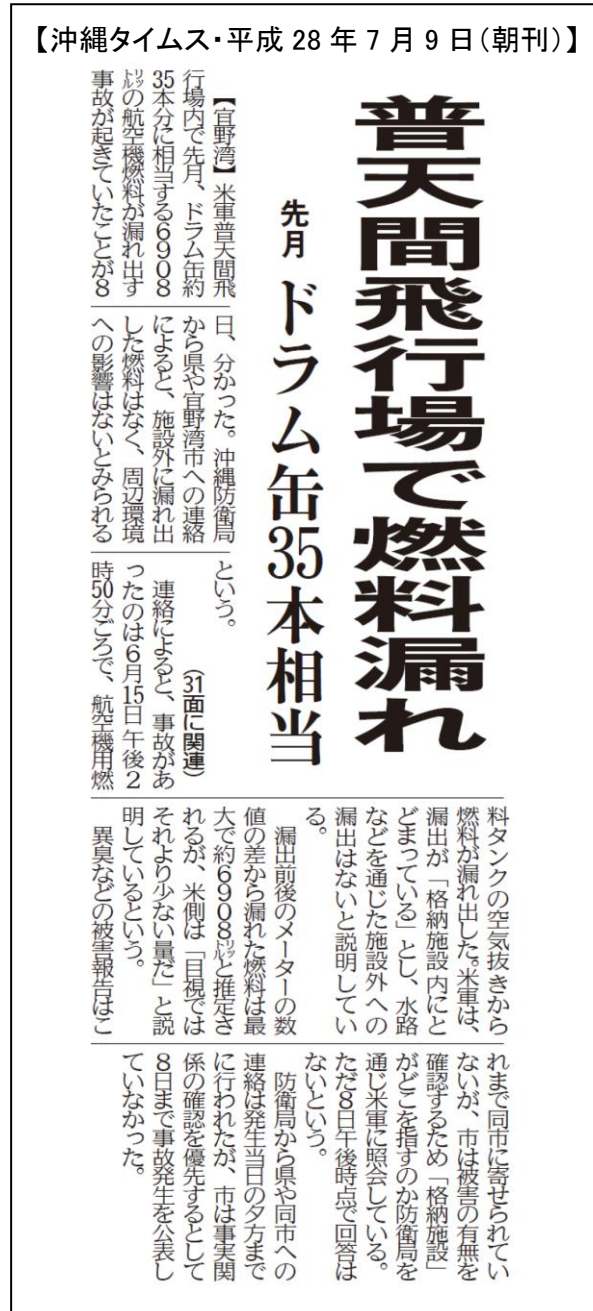 【沖縄タイムス・平成 28 年 7 月 9 日(朝刊)】
普天間飛行場で燃料漏れ
先月 ドラム缶35本相当
【宜野湾】米軍普天間飛
行場内で先月、ドラム缶約
35本分に相当する6908
㍑の航空機燃料が漏れ出す
事故が起きていたことが8
日、分かった。沖縄防衛局
から県や宜野湾市への連絡
によると、施設外に漏れ出
した燃料はなく、周辺環境
への影響はないとみられる
という。
(31面に関連)
連絡によると、事故があ
ったのは6月15日午後2
時50分ごろで、航空機用燃
料タンクの空気抜きから
燃料が漏れ出した。米軍は、
漏出が「格納施設内にと
どまっている」とし、水路
などを通じた施設外への
漏出はないと説明してい
る。
漏出前後のメーターの数
値の差から漏れた燃料は最
大で約6908㍑と推定さ
れるが、米側は「目視では
それより少ない量だ」と説
明しているという。
異臭などの被害報告はこ
れまで同市に寄せられてい
ないが、市は被害の有無を
確認するため「格納施設」
がどこを指すのか防衛局を
通じ米軍に照会している。
ただ8日午後時点で回答は
ないという。
防衛局から県や同市への
連絡は発生当日の夕方まで
に行われたが、市は事実関
係の確認を優先するとして
8日まで事故発生を公表し
ていなかった。